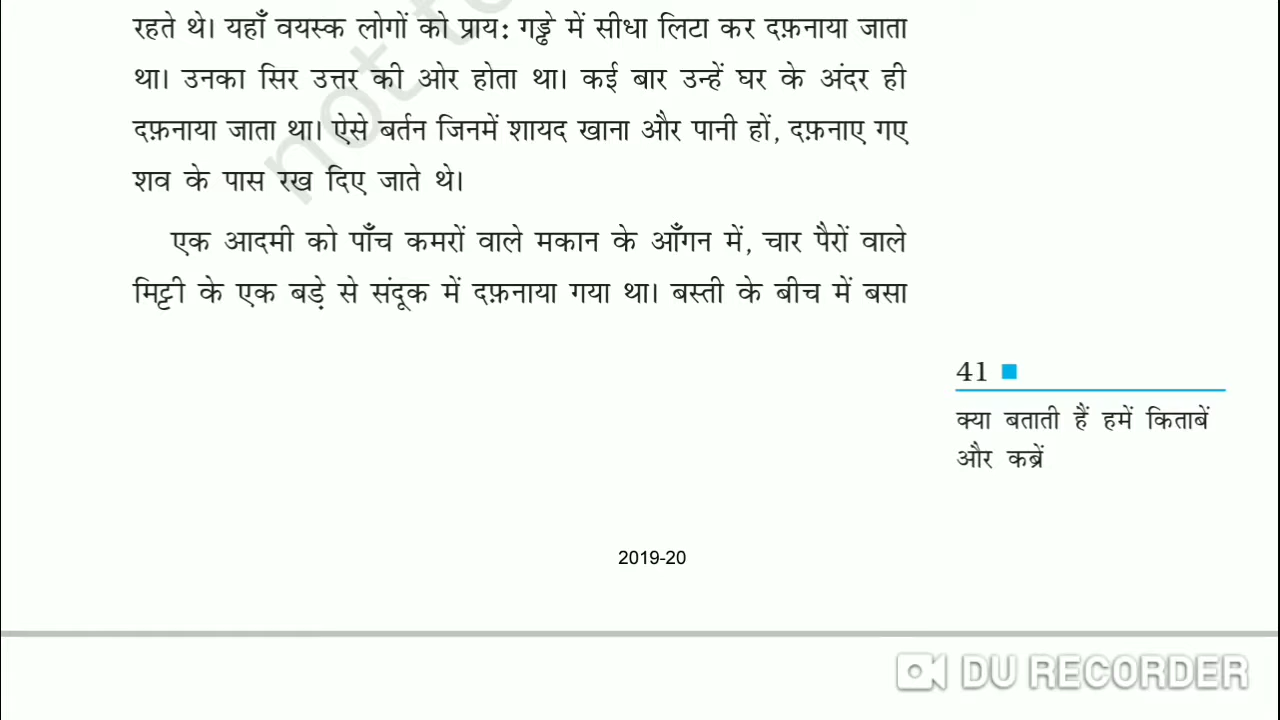 रहते थे। यहाँ वयस्क लोगों को प्राय: गड्ढे में सीधा लिटा कर दफ़नाया जाता
था। उनका सिर उत्तर की ओर होता था। कई बार उन्हें घर के अंदर ही
दफ़नाया जाता था। ऐसे बर्तन जिनमें शायद खाना और पानी हों, दफ़नाए गए
शव के पास रख दिए जाते थे।
एक आदमी को पाँच कमरों वाले मकान के आँगन में, चार पैरों वाले
मिट्टी के एक बड़े से संदूक में दफ़नाया गया था। बस्ती के बीच में बसा
41
क्या बताती हैं हमें किताबें
और कब्रें
2019-20
DU RECORDER
not to